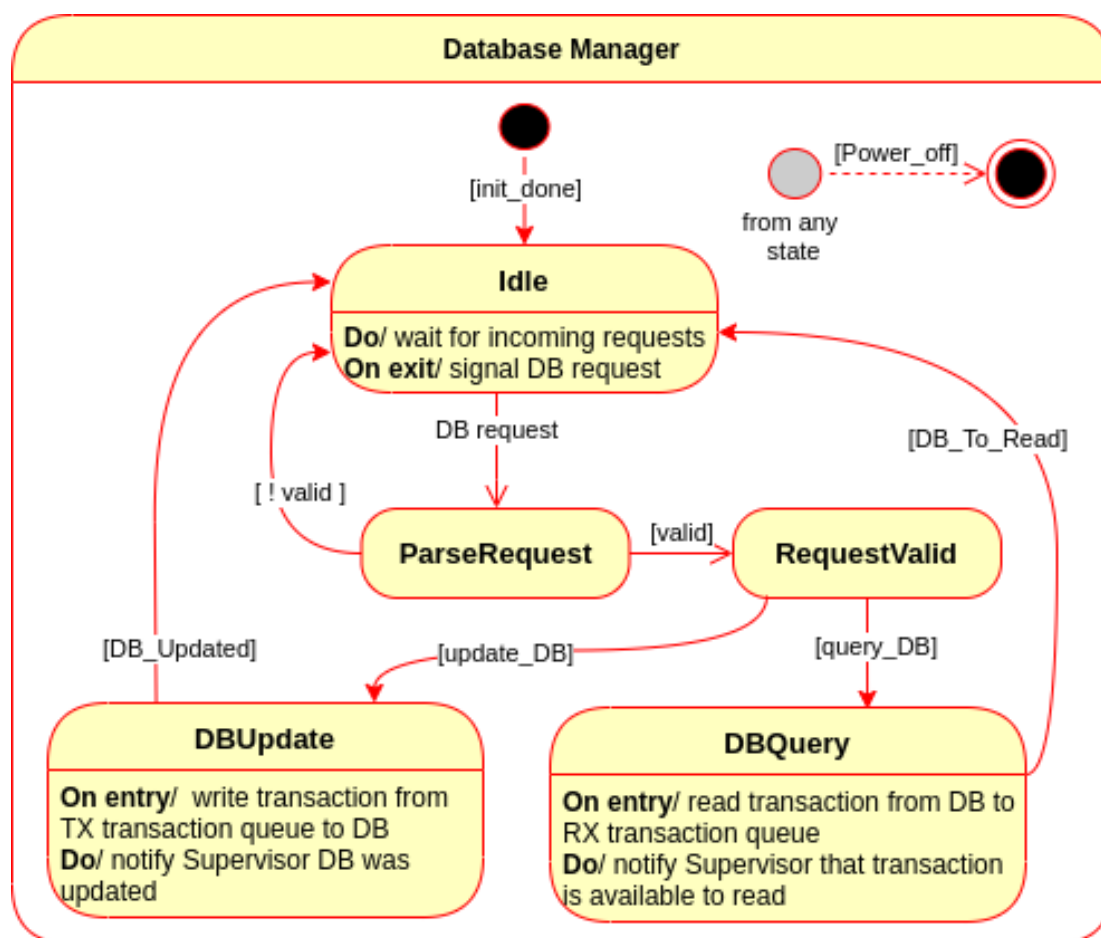 Database Manager
[init_done]
[Power_off]
from any
state
Idle
Do/ wait for incoming requests
On exit/ signal DB request
DB request
[DB_To_Read]
[ ! valid ]
ParseRequest
[valid]
RequestValid
[DB_Updated]
[update_DB]
[query_DB]
DBUpdate
On entry/  write transaction from
TX transaction queue to DB
Do/ notify Supervisor DB was
updated
DBQuery
On entry/ read transaction from DB to
RX transaction queue
Do/ notify Supervisor that transaction
is available to read